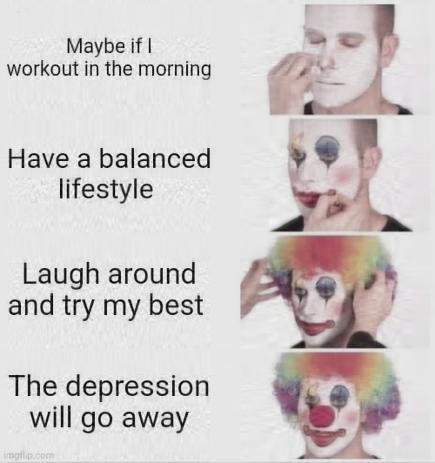 Maybe if I
workout in the morning
Have a balanced
lifestyle
Laugh around
and try my best
The depression
will go away
imgflip.com